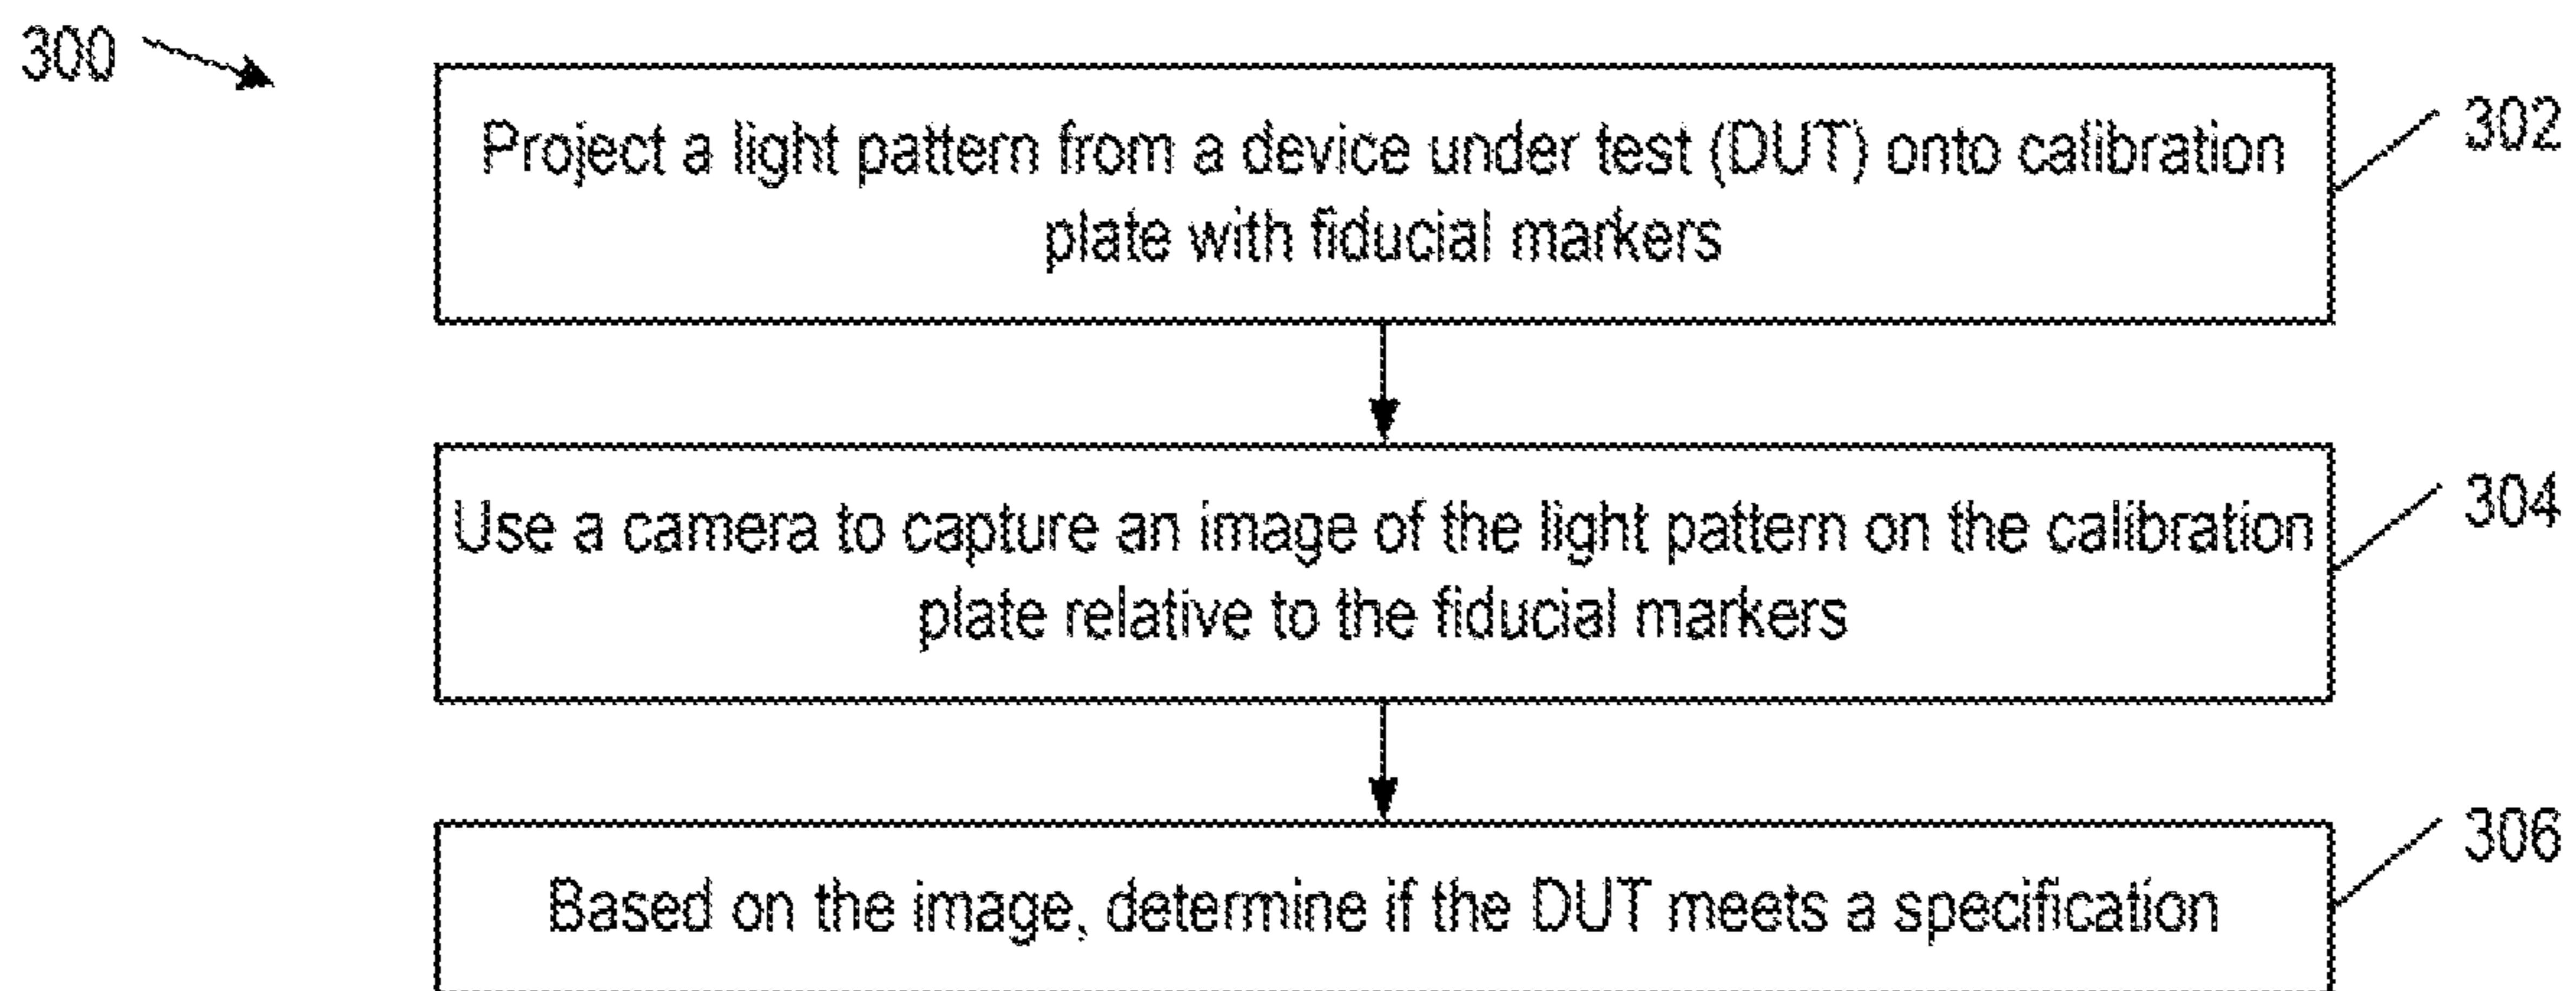 300
Project a light pattern from a device under test (DUT) onto calibration
plate with fiducial markers
302
Use a camera to capture an image of the light pattern on the calibration
plate relative to the fiducial markers
304
Based on the image, determine if the DUT meets a specification
306